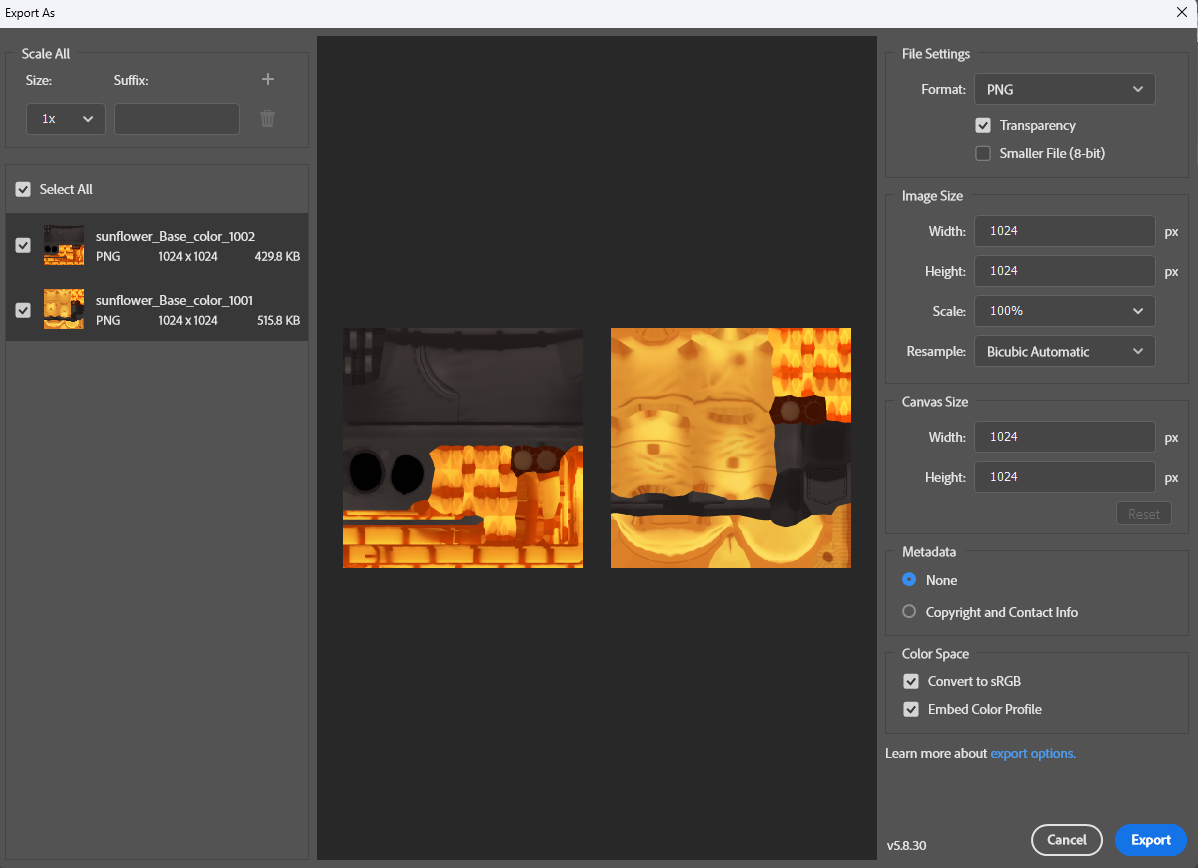 Export As
Scale All
Size: Suffix:
1x
Select All
sunflower_Base_color_1002
PNG 1024 x 1024 429.8 KB
sunflower_Base_color_1001
PNG 1024 x 1024 515.8 KB
File Settings
Format: PNG
Transparency
Smaller File (8-bit)
Image Size
Width: 1024 px
Height: 1024 px
Scale: 100%
Resample: Bicubic Automatic
Canvas Size
Width: 1024 px
Height: 1024 px
Reset
Metadata
None
Copyright and Contact Info
Color Space
Convert to sRGB
Embed Color Profile
Learn more about export options.
v5.8.30
Cancel
Export